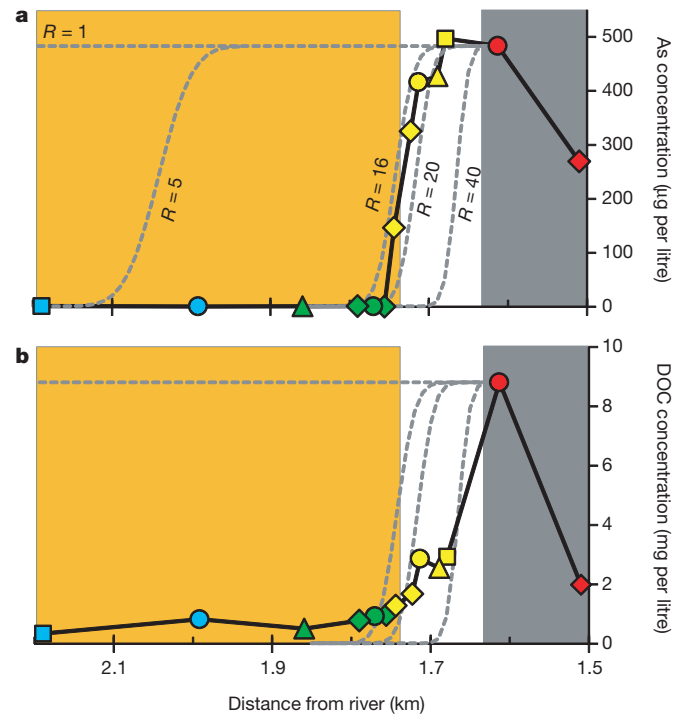 a
R = 1
R = 5
R = 16
R = 20
R = 40
500
400
300
200
100
0
As concentration (µg per litre)
b
10
8
6
4
2
0
DOC concentration (mg per litre)
2.1
1.9
1.7
1.5
Distance from river (km)